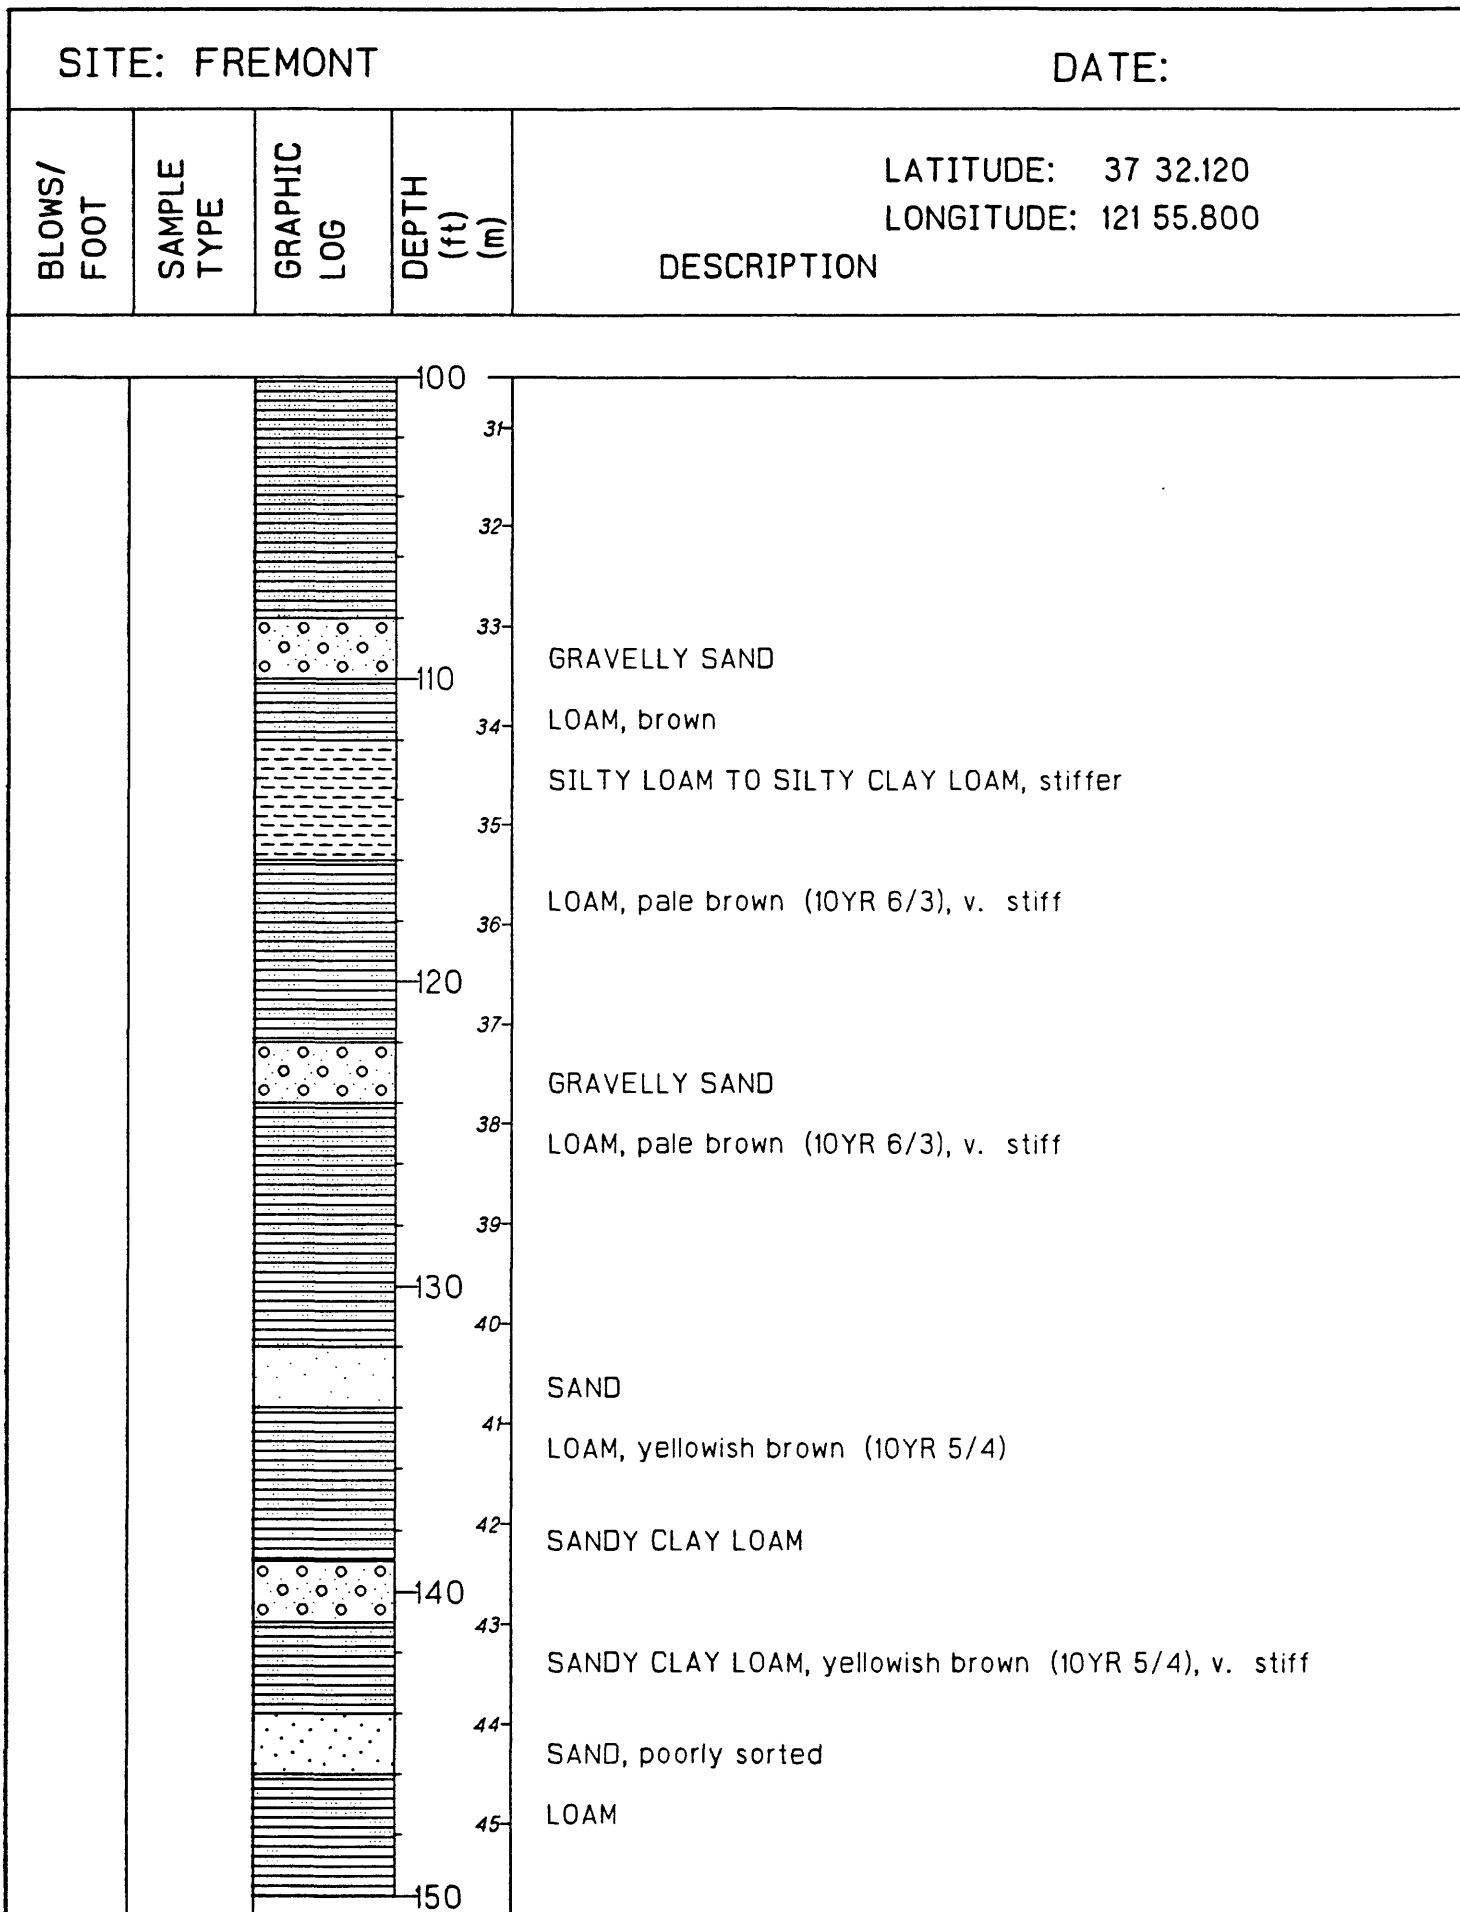 SITE: FREMONT
DATE:
BLOWS/
FOOT
SAMPLE
TYPE
GRAPHIC
LOG
DEPTH
(ft)
(m)
LATITUDE: 37 32.120
LONGITUDE: 121 55.800
DESCRIPTION
100
31
32
33
GRAVELLY SAND
110
LOAM, brown
34
SILTY LOAM TO SILTY CLAY LOAM, stiffer
35
LOAM, pale brown (10YR 6/3), v. stiff
36
120
37
GRAVELLY SAND
38
LOAM, pale brown (10YR 6/3), v. stiff
39
130
40
SAND
41
LOAM, yellowish brown (10YR 5/4)
42
SANDY CLAY LOAM
140
43
SANDY CLAY LOAM, yellowish brown (10YR 5/4), v. stiff
44
SAND, poorly sorted
LOAM
45
150